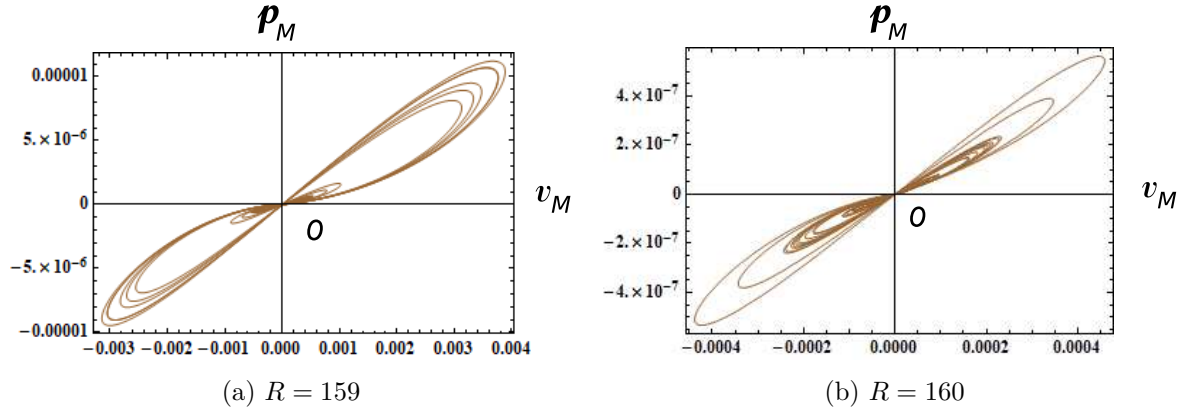 p_M
0.00001
5.×10⁻⁶
0
−5.×10⁻⁶
−0.00001
O
v_M
−0.003 −0.002 −0.001 0.000 0.001 0.002 0.003 0.004
(a) R = 159
p_M
4.×10⁻⁷
2.×10⁻⁷
0
−2.×10⁻⁷
−4.×10⁻⁷
O
v_M
−0.0004 −0.0002 0.0000 0.0002 0.0004
(b) R = 160